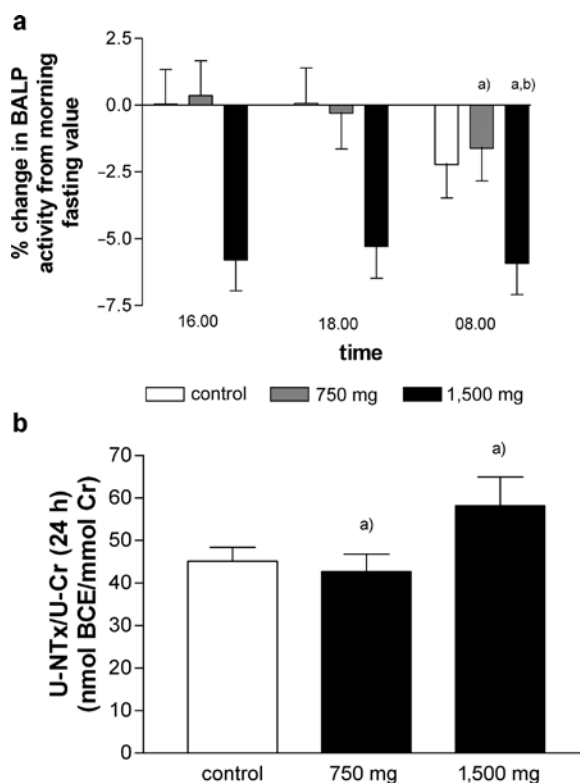 a
% change in BALP
activity from morning
fasting value
2.5
0.0
−2.5
−5.0
−7.5
a)
a,b)
16.00
18.00
08.00
time
control
750 mg
1,500 mg
b
U-NTx/U-Cr (24 h)
(nmol BCE/mmol Cr)
70
60
50
40
30
20
10
0
a)
a)
control
750 mg
1,500 mg